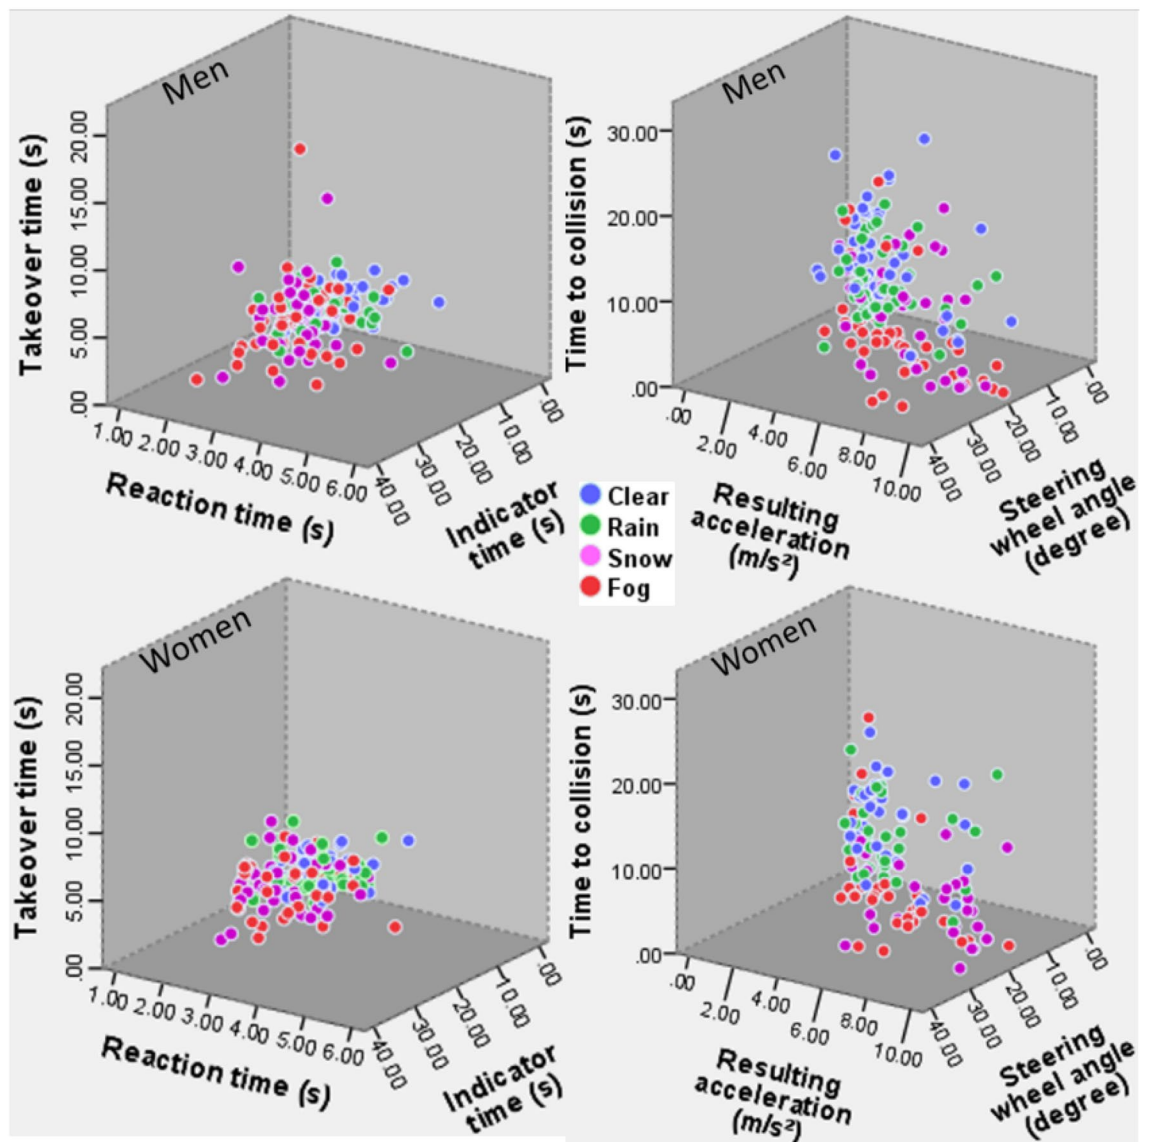 Men
Takeover time (s)
20.00
15.00
10.00
5.00
.00
1.00 2.00 3.00 4.00 5.00 6.00
Reaction time (s)
40.00 30.00 20.00 10.00 .00
Indicator
time (s)
Men
Time to collision (s)
30.00
20.00
10.00
.00
.00 2.00 4.00 6.00 8.00 10.00
Resulting
acceleration
(m/s²)
40.00 30.00 20.00 10.00 .00
Steering
wheel angle
(degree)
Clear
Rain
Snow
Fog
Women
Takeover time (s)
20.00
15.00
10.00
5.00
.00
1.00 2.00 3.00 4.00 5.00 6.00
Reaction time (s)
40.00 30.00 20.00 10.00 .00
Indicator
time (s)
Women
Time to collision (s)
30.00
20.00
10.00
.00
.00 2.00 4.00 6.00 8.00 10.00
Resulting
acceleration
(m/s²)
40.00 30.00 20.00 10.00 .00
Steering
wheel angle
(degree)